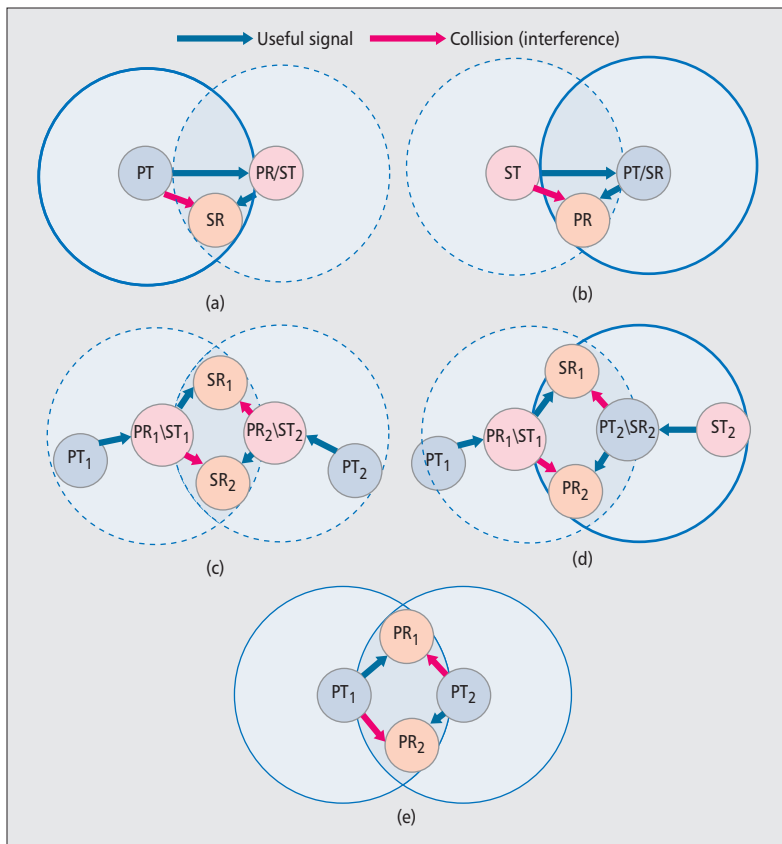 Useful signal Collision (interference)
PT PR/ST
SR
(a)
ST PT/SR
PR
(b)
SR1
PR1\ST1 PR2\ST2
PT1 PT2
SR2
(c)
SR1
PR1\ST1 PT2\SR2 ST2
PT1
PR2
(d)
PR1
PT1 PT2
PR2
(e)